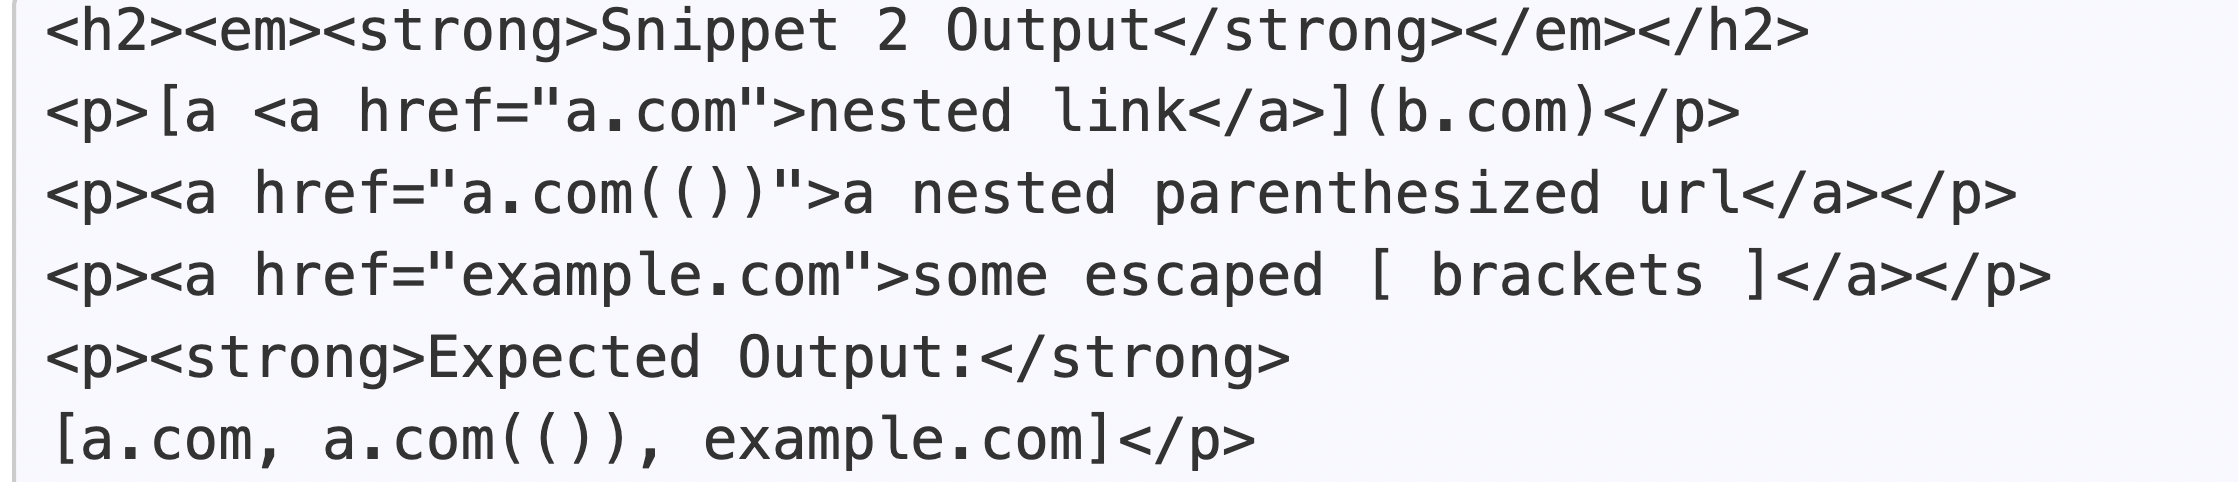 <h2><em><strong>Snippet 2 Output</strong></em></h2>
<p>[a <a href="a.com">nested link</a>](b.com)</p>
<p><a href="a.com(())">a nested parenthesized url</a></p>
<p><a href="example.com">some escaped [ brackets ]</a></p>
<p><strong>Expected Output:</strong>
[a.com, a.com(()), example.com]</p>